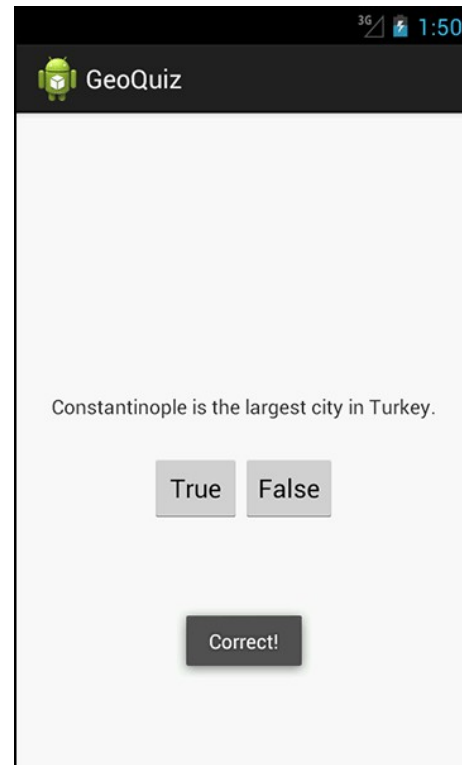 3G 1:50
GeoQuiz
Constantinople is the largest city in Turkey.
True False
Correct!